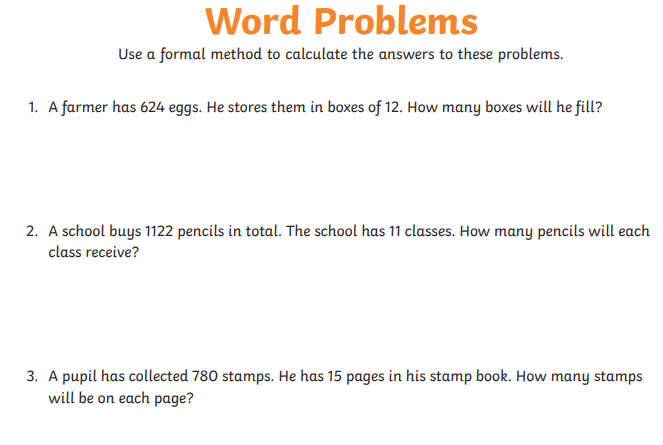 Word Problems
Use a formal method to calculate the answers to these problems.
1. A farmer has 624 eggs. He stores them in boxes of 12. How many boxes will he fill?
2. A school buys 1122 pencils in total. The school has 11 classes. How many pencils will each
class receive?
3. A pupil has collected 780 stamps. He has 15 pages in his stamp book. How many stamps
will be on each page?